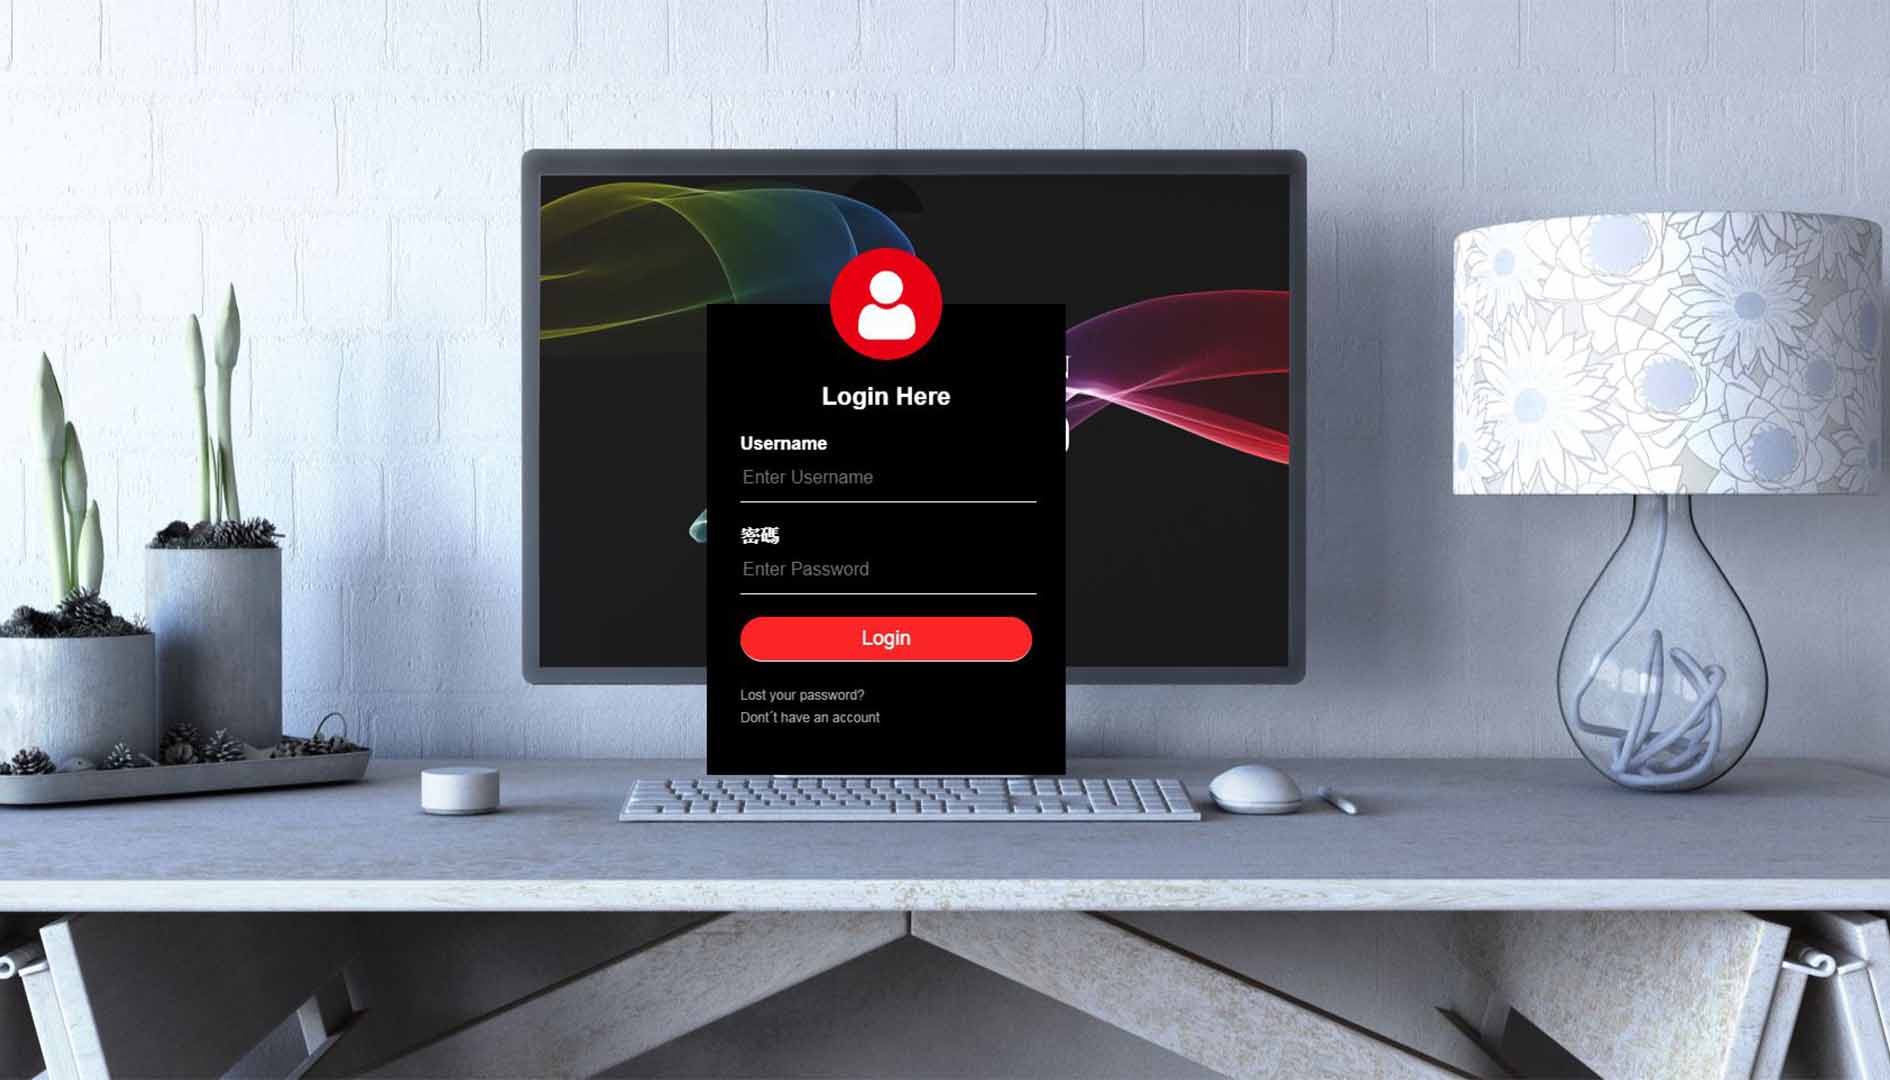 Login Here
Username
Enter Username
密碼
Enter Password
Login
Lost your password?
Dont´t have an account